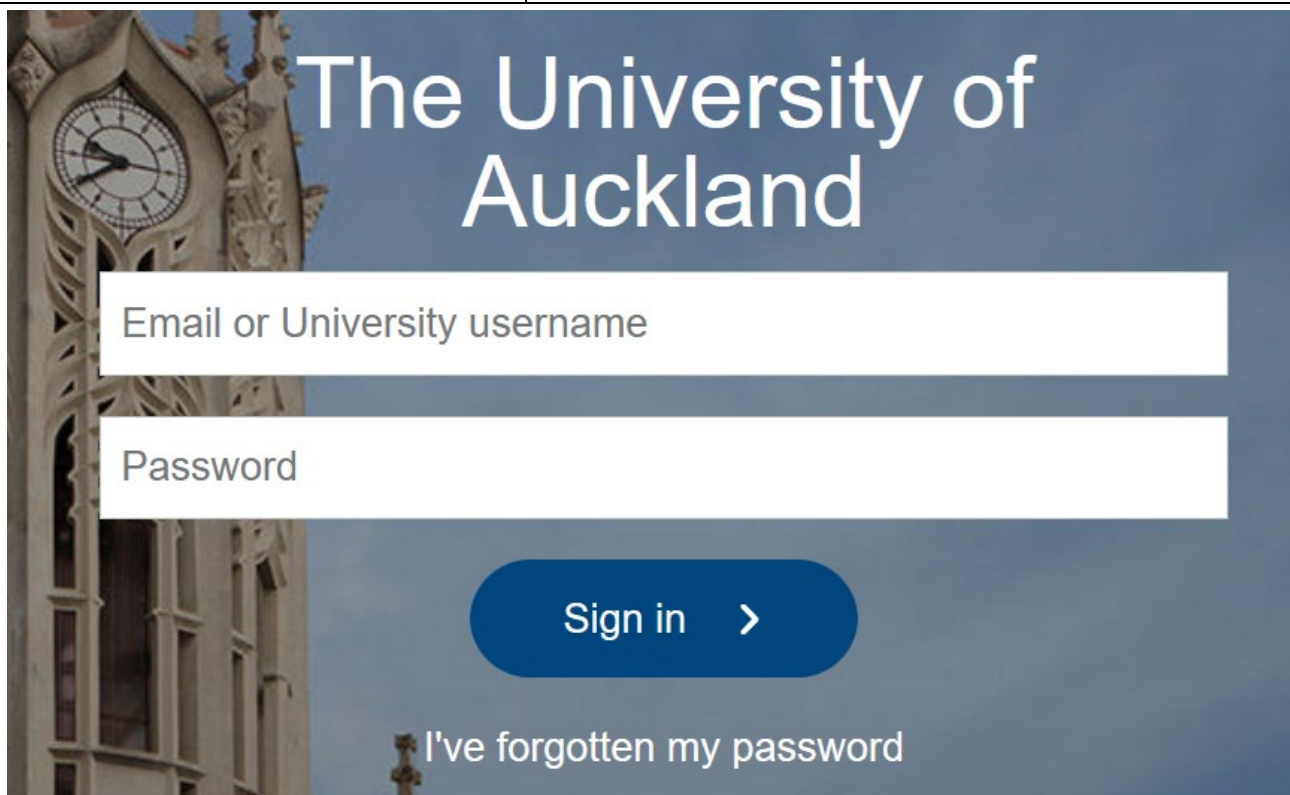 The University of
Auckland
Email or University username
Password
Sign in
I've forgotten my password